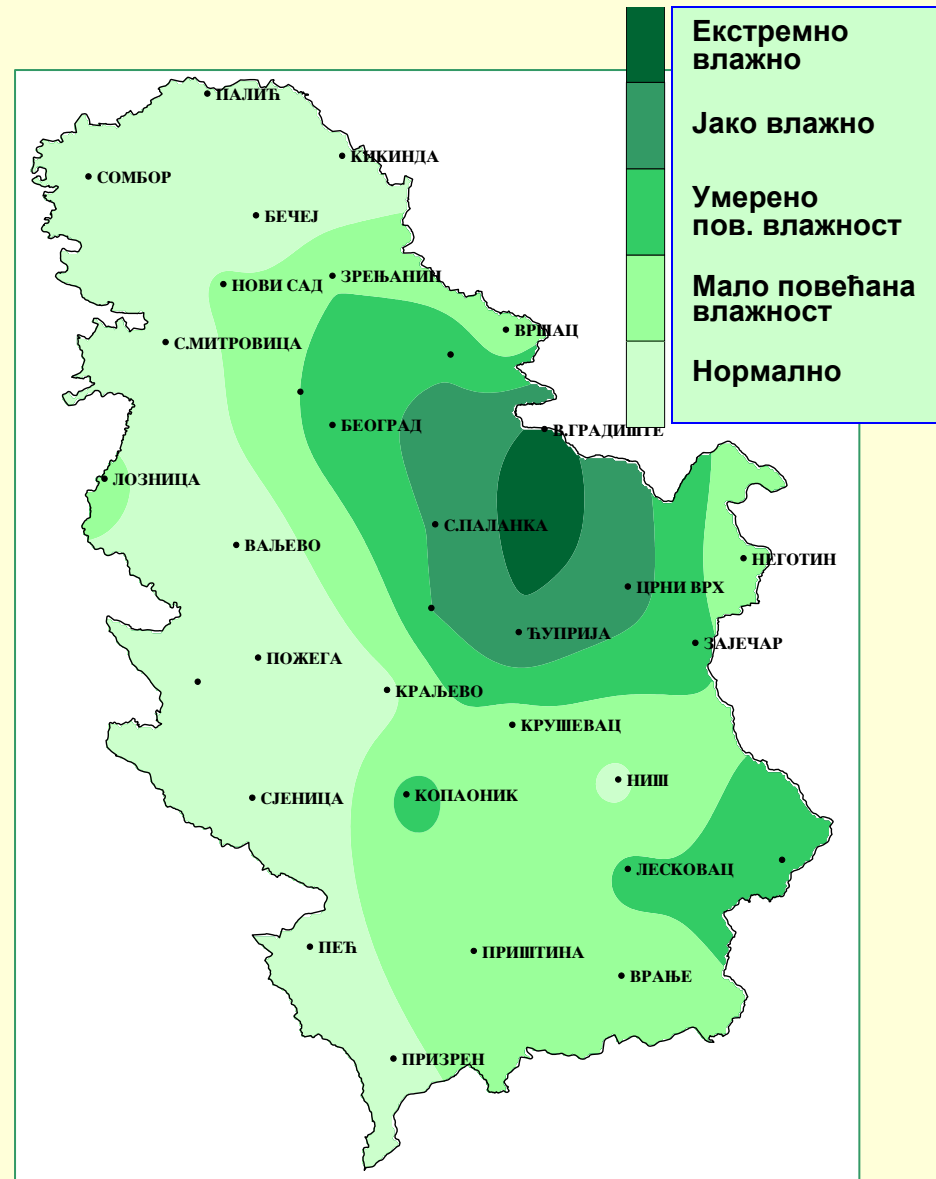 Екстремно
влажно
Јако влажно
Умерено
пов. влажност
Мало повећана
влажност
Нормално
ПАЛИЋ
КИКИНДА
СОМБОР
БЕЧЕЈ
ЗРЕЊАНИН
НОВИ САД
ВРШАЦ
С.МИТРОВИЦА
БЕОГРАД
В.ГРАДИШТЕ
ЛОЗНИЦА
С.ПАЛАНКА
ВАЉЕВО
НЕГОТИН
ЦРНИ ВРХ
ЋУПРИЈА
ЗАЈЕЧАР
ПОЖЕГА
КРАЉЕВО
КРУШЕВАЦ
НИШ
СЈЕНИЦА
КОПАОНИК
ЛЕСКОВАЦ
ПЕЋ
ПРИШТИНА
ВРАЊЕ
ПРИЗРЕН